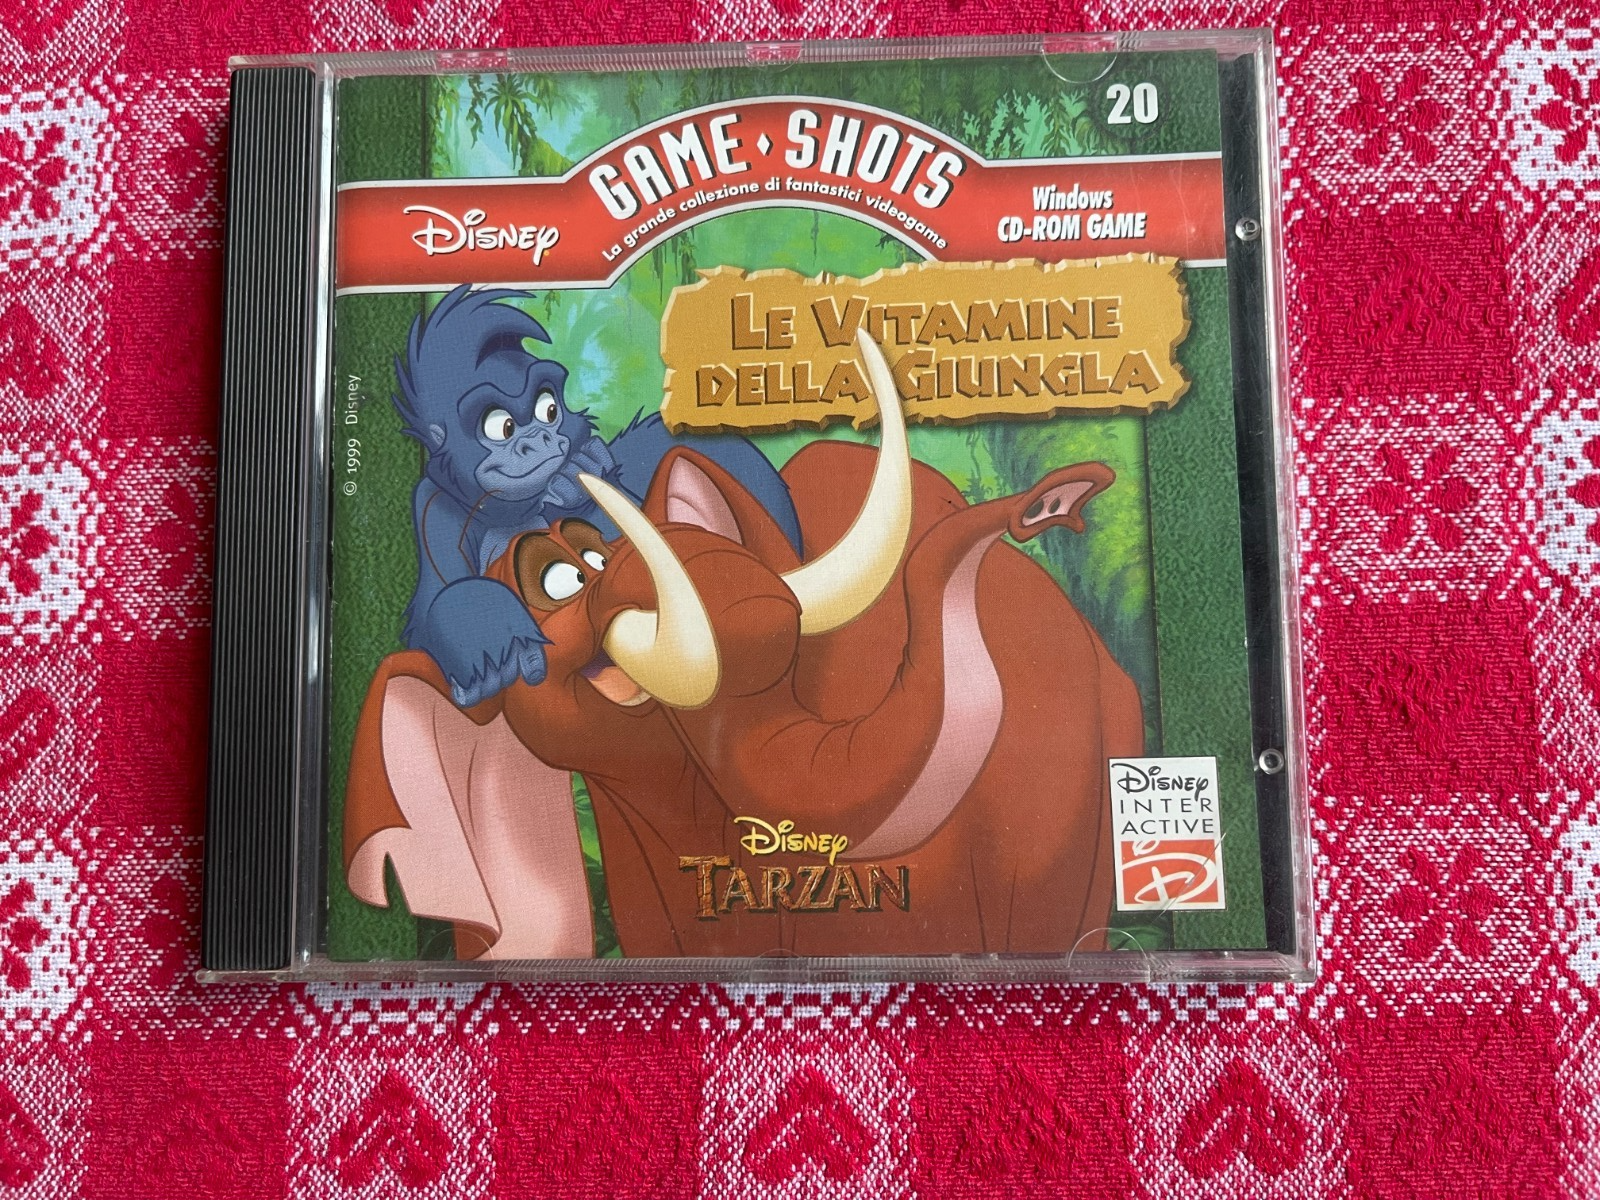 20
GAME • SHOTS
La grande collezione di fantastici videogame
Disney
Windows
CD-ROM GAME
LE VITAMINE
DELLA GIUNGLA
© 1999 Disney
Disney
TARZAN
Disney
INTER
ACTIVE
D